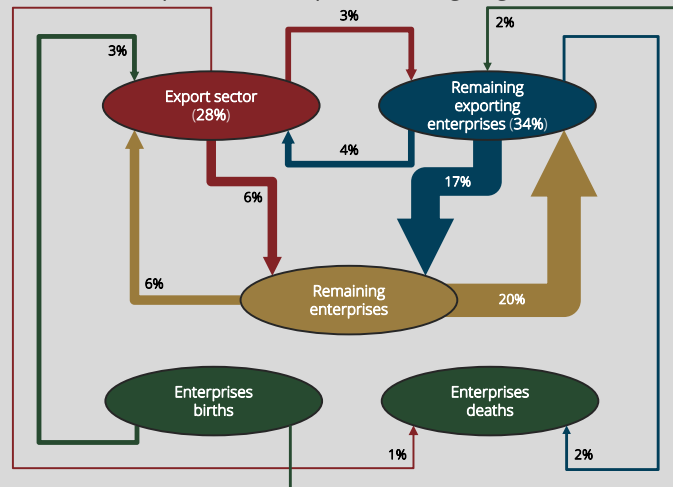 3%
2%
3%
Export sector
(28%)
Remaining
exporting
enterprises (34%)
4%
17%
6%
6%
Remaining
enterprises
20%
Enterprises
births
Enterprises
deaths
1%
2%